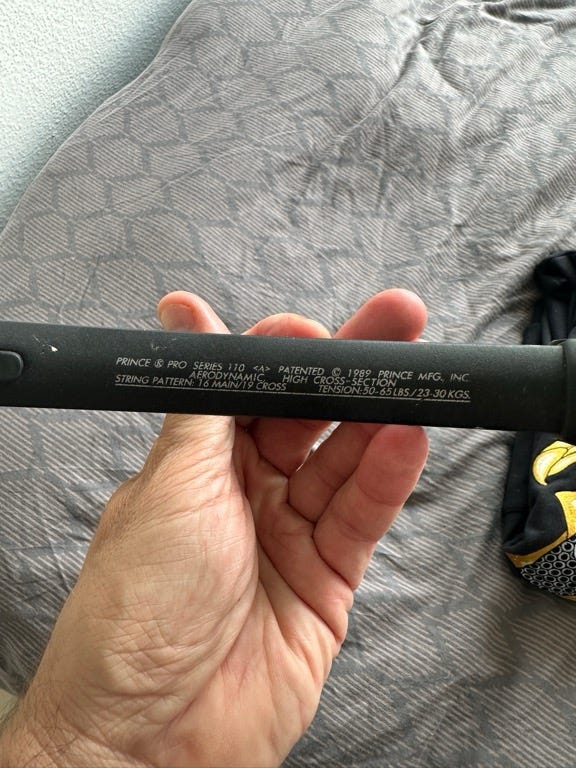 PRINCE ® PRO SERIES 110 <A> PATENTED © 1989 PRINCE MFG., INC.
AERODYNAMIC HIGH CROSS-SECTION
STRING PATTERN: 16 MAIN/19 CROSS TENSION: 50-65 LBS./23-30 KGS.